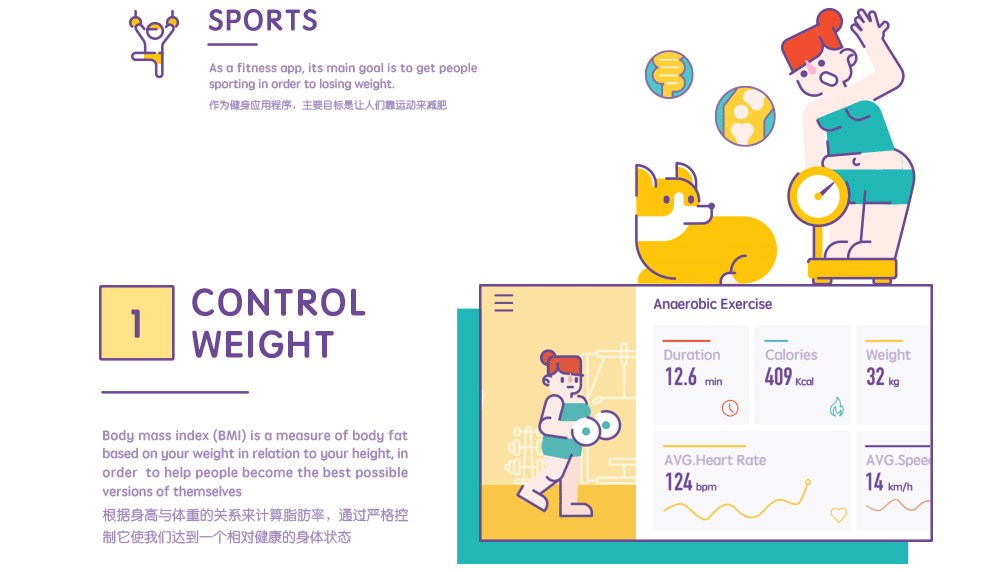 SPORTS
As a fitness app, its main goal is to get people
sporting in order to losing weight.
作为健身应用程序，主要目标是让人们靠运动来减肥
1
CONTROL
WEIGHT
Body mass index (BMI) is a measure of body fat
based on your weight in relation to your height, in
order to help people become the best possible
versions of themselves
根据身高与体重的关系来计算脂肪率，通过严格控
制它使我们达到一个相对健康的身体状态
Anaerobic Exercise
Duration
12.6 min
Calories
409 Kcal
Weight
32 kg
AVG.Heart Rate
124 bpm
AVG.Spee
14 km/h